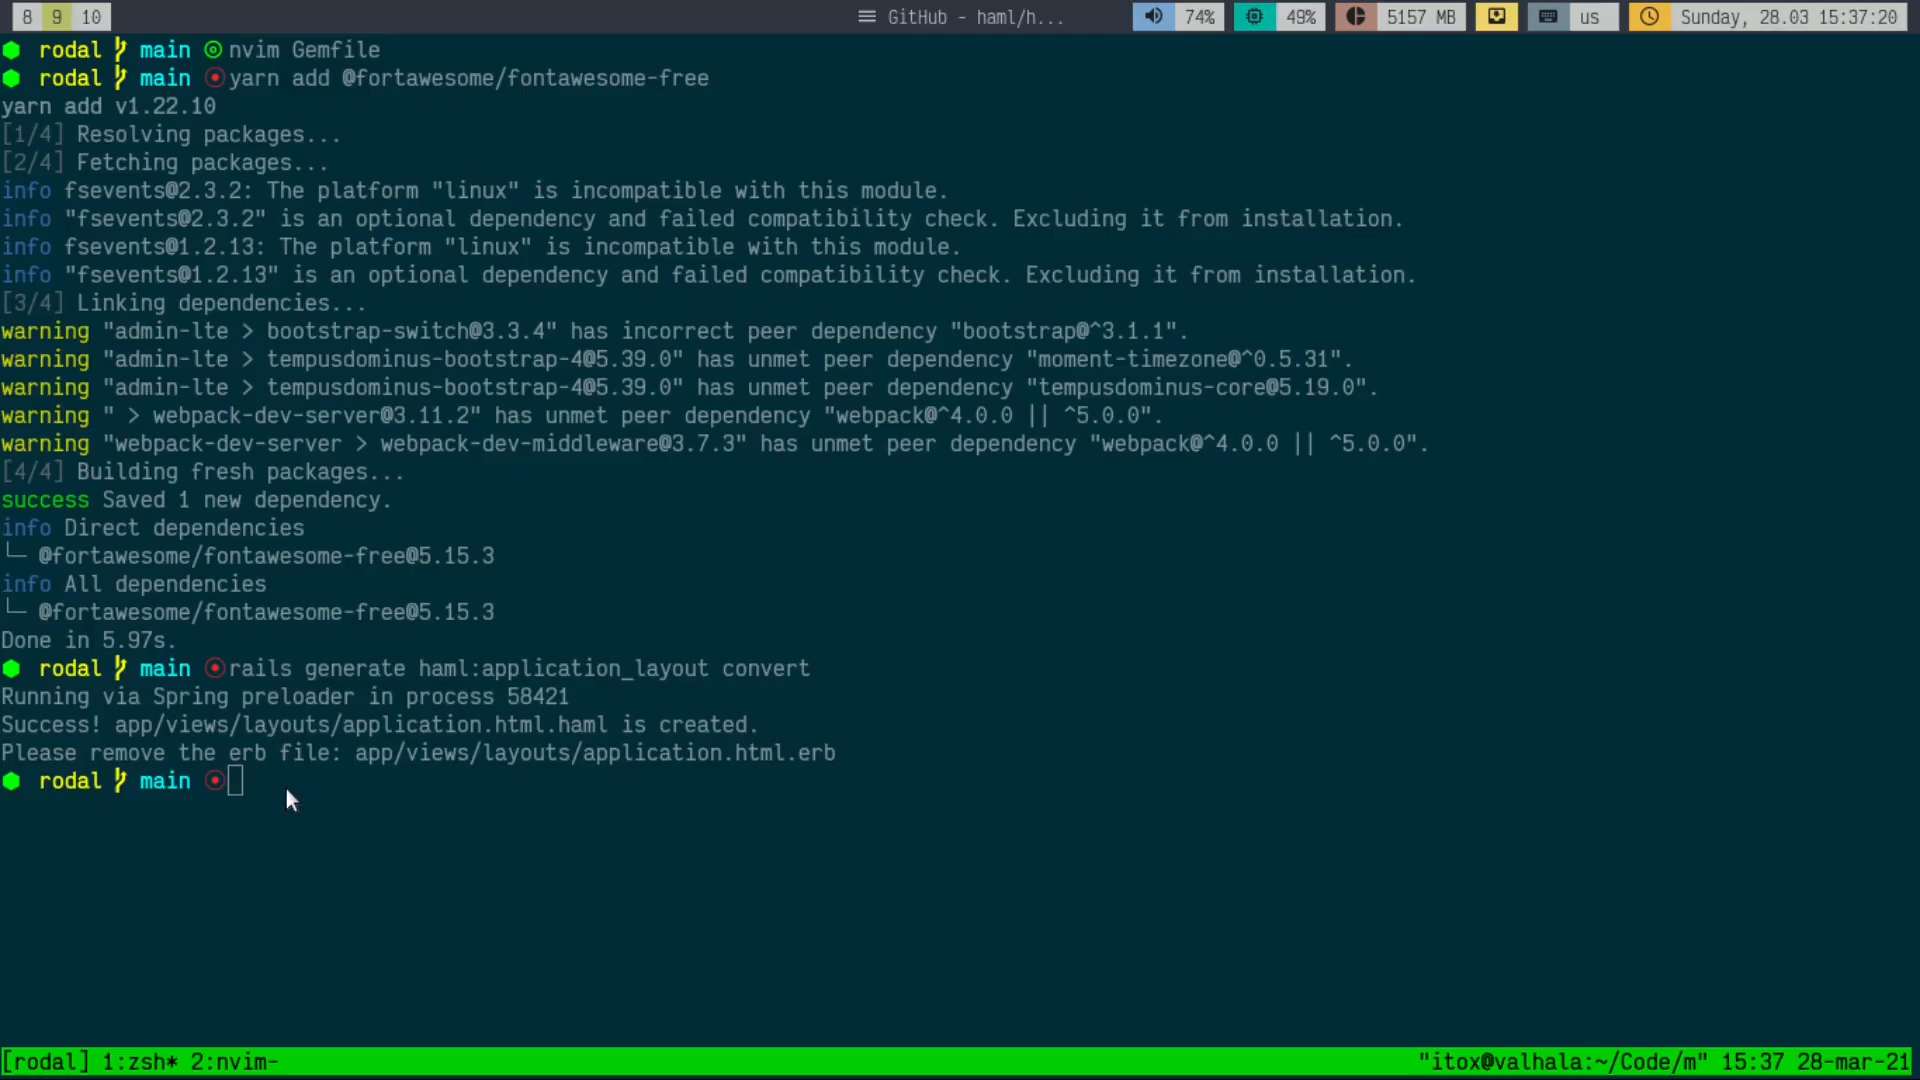 8 9 10 GitHub - haml/h... 74% 49% 5157 MB us Sunday, 28.03 15:37:20
rodal main nvim Gemfile
rodal main yarn add @fortawesome/fontawesome-free
yarn add v1.22.10
[1/4] Resolving packages...
[2/4] Fetching packages...
info fsevents@2.3.2: The platform "linux" is incompatible with this module.
info "fsevents@2.3.2" is an optional dependency and failed compatibility check. Excluding it from installation.
info fsevents@1.2.13: The platform "linux" is incompatible with this module.
info "fsevents@1.2.13" is an optional dependency and failed compatibility check. Excluding it from installation.
[3/4] Linking dependencies...
warning "admin-lte > bootstrap-switch@3.3.4" has incorrect peer dependency "bootstrap@^3.1.1".
warning "admin-lte > tempusdominus-bootstrap-4@5.39.0" has unmet peer dependency "moment-timezone@^0.5.31".
warning "admin-lte > tempusdominus-bootstrap-4@5.39.0" has unmet peer dependency "tempusdominus-core@5.19.0".
warning " > webpack-dev-server@3.11.2" has unmet peer dependency "webpack@^4.0.0 || ^5.0.0".
warning "webpack-dev-server > webpack-dev-middleware@3.7.3" has unmet peer dependency "webpack@^4.0.0 || ^5.0.0".
[4/4] Building fresh packages...
success Saved 1 new dependency.
info Direct dependencies
└─ @fortawesome/fontawesome-free@5.15.3
info All dependencies
└─ @fortawesome/fontawesome-free@5.15.3
Done in 5.97s.
rodal main rails generate haml:application_layout convert
Running via Spring preloader in process 58421
Success! app/views/layouts/application.html.haml is created.
Please remove the erb file: app/views/layouts/application.html.erb
rodal main
[rodal] 1:zsh* 2:nvim- "itox@valhala:~/Code/m" 15:37 28-mar-21